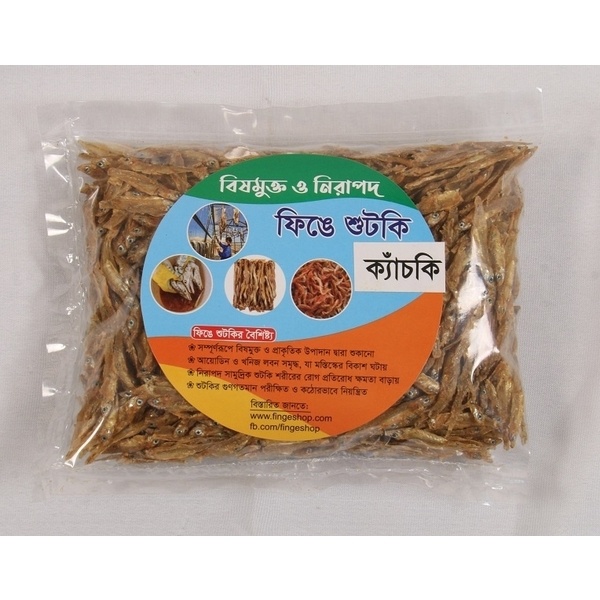 বিষমুক্ত ও নিরাপদ
ফিঙে শুটকি
ক্যাঁচকি
ফিঙে শুটকির বৈশিষ্ট্য
সম্পূর্ণরূপে বিষমুক্ত ও প্রাকৃতিক উপাদান দ্বারা শুকানো
আয়োডিন ও খনিজ লবন সমৃদ্ধ, যা মস্তিষ্কের বিকাশ ঘটায়
নিরাপদ সামুদ্রিক শুটকি শরীরের রোগ প্রতিরোধ ক্ষমতা বাড়ায়
শুটকির গুণগতমান পরীক্ষিত ও কঠোরভাবে নিয়ন্ত্রিত
বিস্তারিত জানতে:
www.fingeshop.com
fb.com/fingeshop